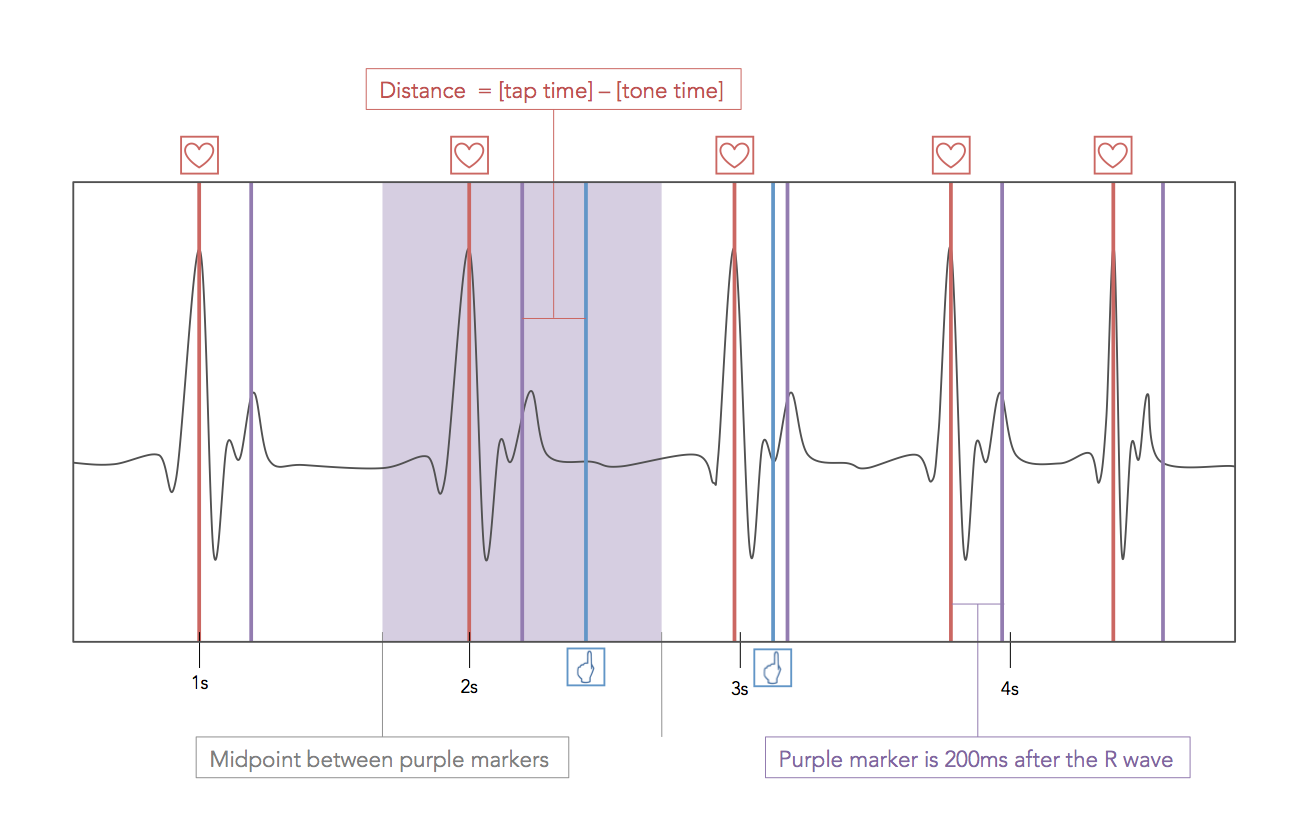 Distance = [tap time] – [tone time]
1s
2s
3s
4s
Midpoint between purple markers
Purple marker is 200ms after the R wave